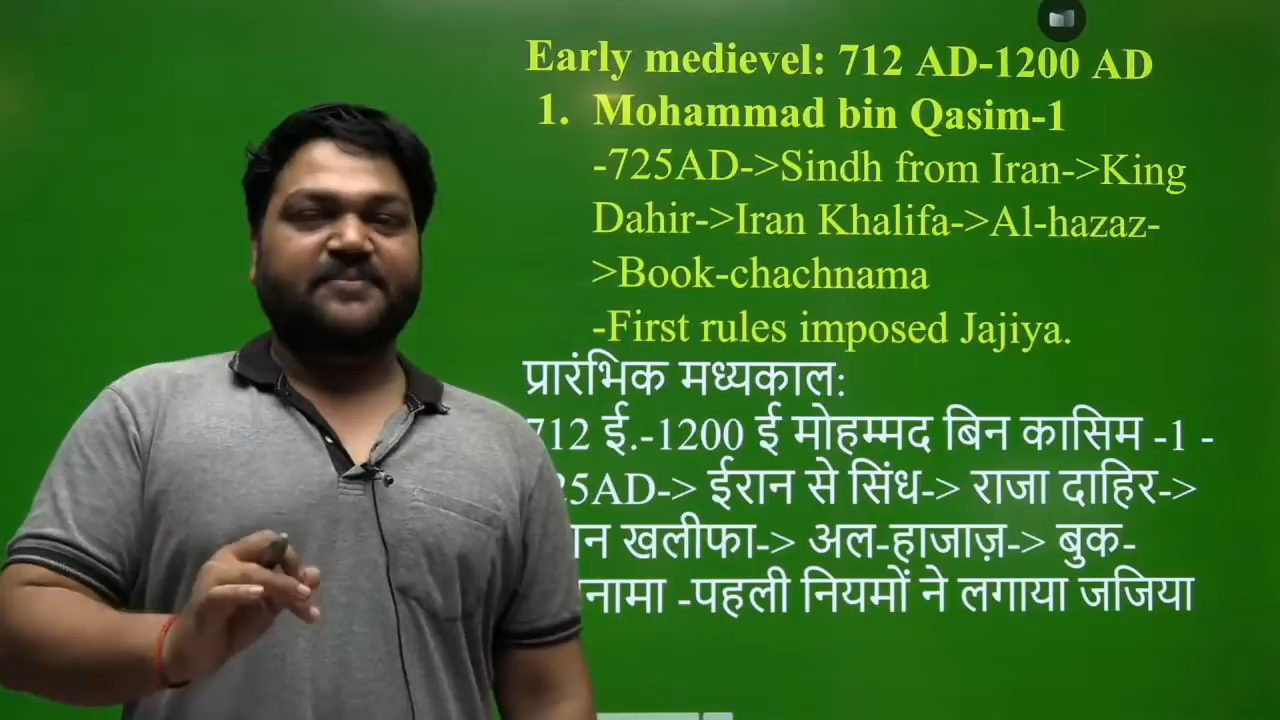 Early medievel: 712 AD-1200 AD
1. Mohammad bin Qasim-1
-725AD->Sindh from Iran->King
Dahir->Iran Khalifa->Al-hazaz-
>Book-chachnama
-First rules imposed Jajiya.
प्रारंभिक मध्यकाल:
712 ई.-1200 ई मोहम्मद बिन कासिम -1 -
25AD-> ईरान से सिंध-> राजा दाहिर->
खलीफा-> अल-हाजाज़-> बुक-
नामा -पहली नियमों ने लगाया जजिया